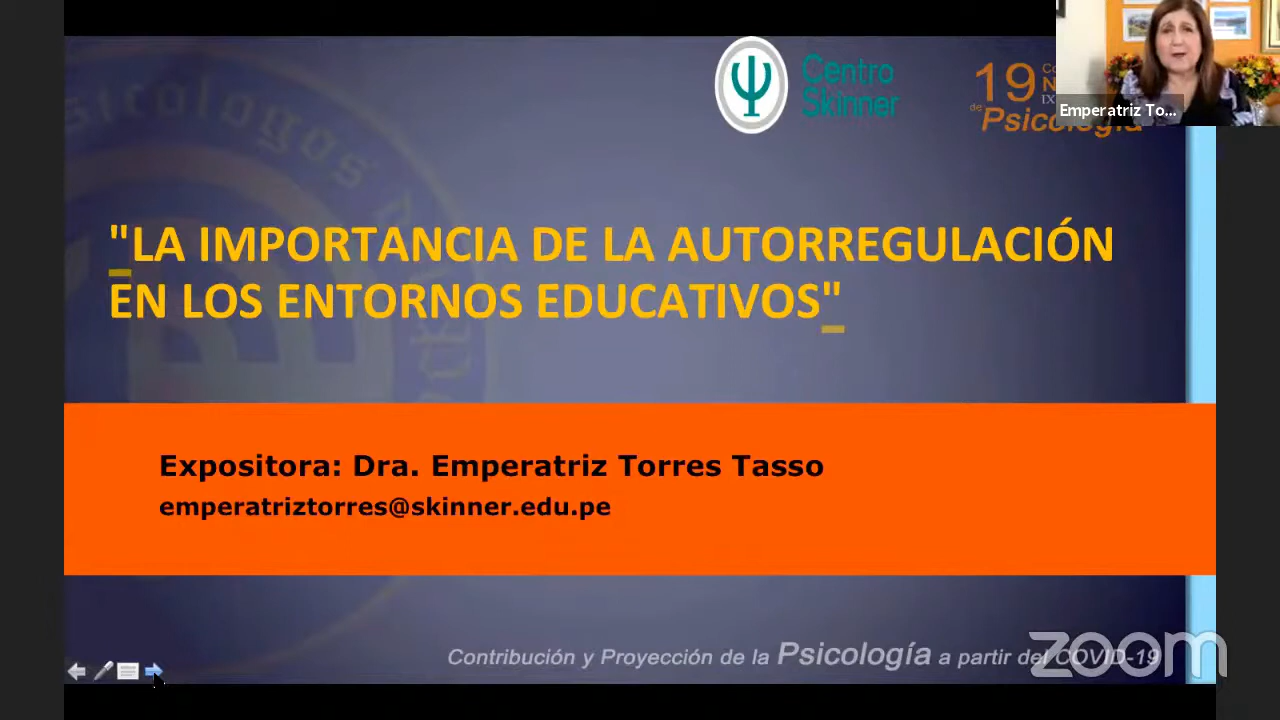 Centro
Skinner
19
de
Psicología
Emperatriz To...
"LA IMPORTANCIA DE LA AUTORREGULACIÓN
EN LOS ENTORNOS EDUCATIVOS"
Expositora: Dra. Emperatriz Torres Tasso
emperatriztorres@skinner.edu.pe
Contribución y Proyección de la Psicología a partir del COVID-19
zoom